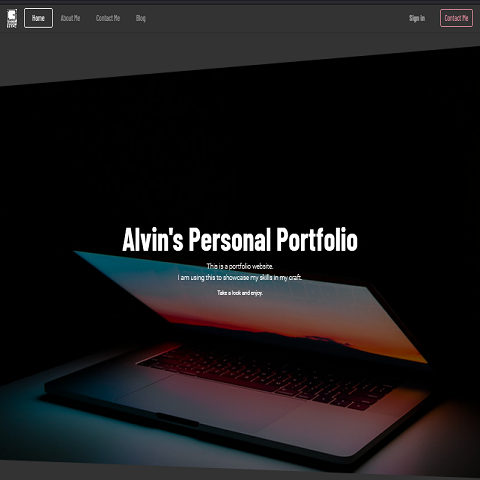 Home
About Me
Contact Me
Blog
Sign in
Contact Me
Alvin's Personal Portfolio
This is a portfolio website.
I am using this to showcase my skills in my craft.
Take a look and enjoy.